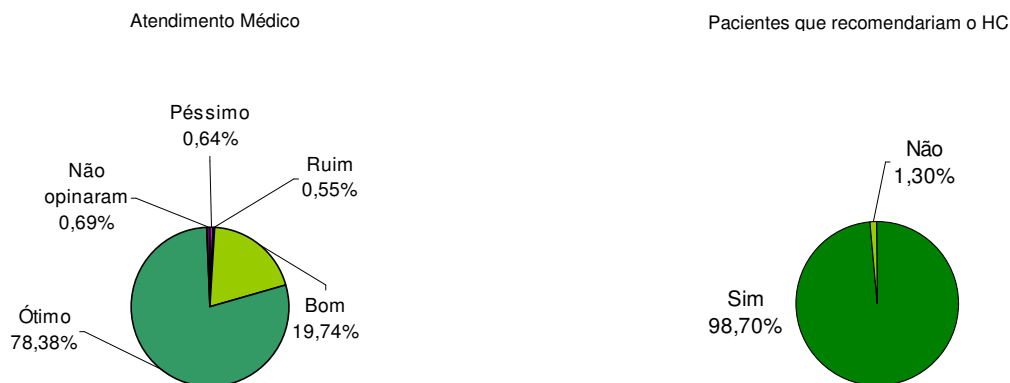 Atendimento Médico
Péssimo
0,64%
Não
opinaram
0,69%
Ruim
0,55%
Bom
19,74%
Ótimo
78,38%
Pacientes que recomendariam o HC
Não
1,30%
Sim
98,70%